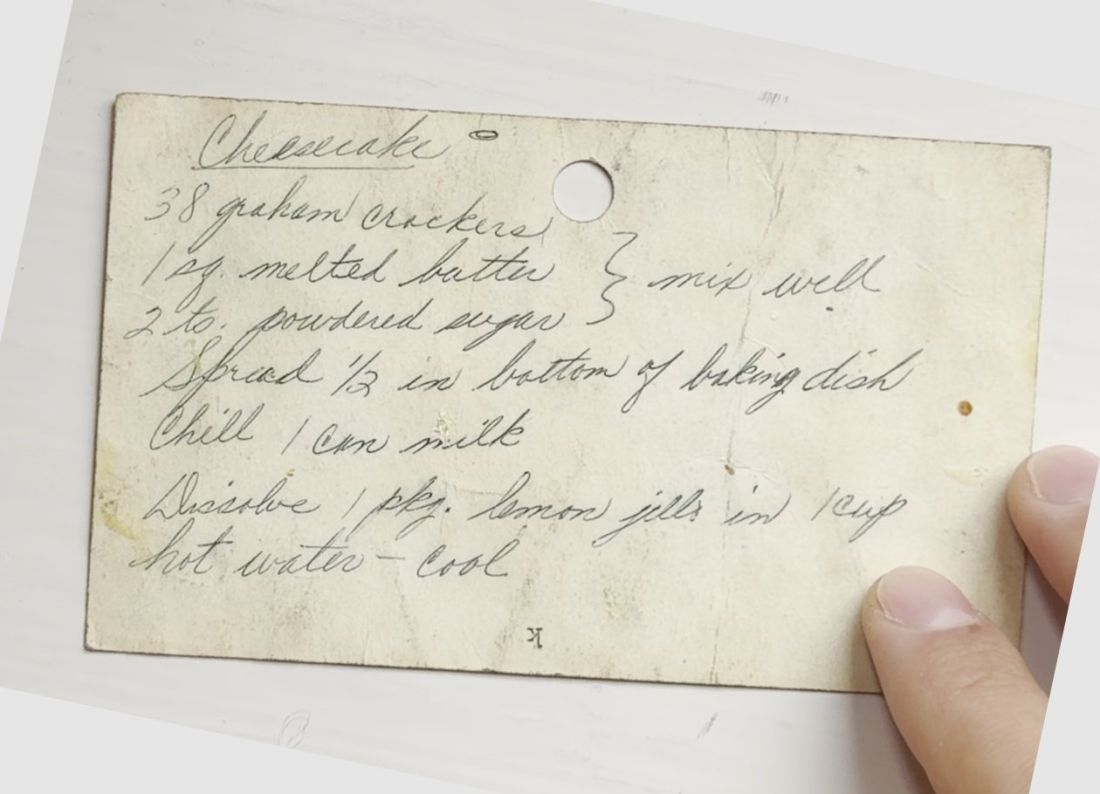 Cheesecake
38 graham crackers
1 sq. melted butter } mix well
2 ts. powdered sugar
Spread 1/2 in bottom of baking dish
Chill 1 can milk
Dissolve 1 pkg. lemon jello in 1 cup
hot water - cool
K